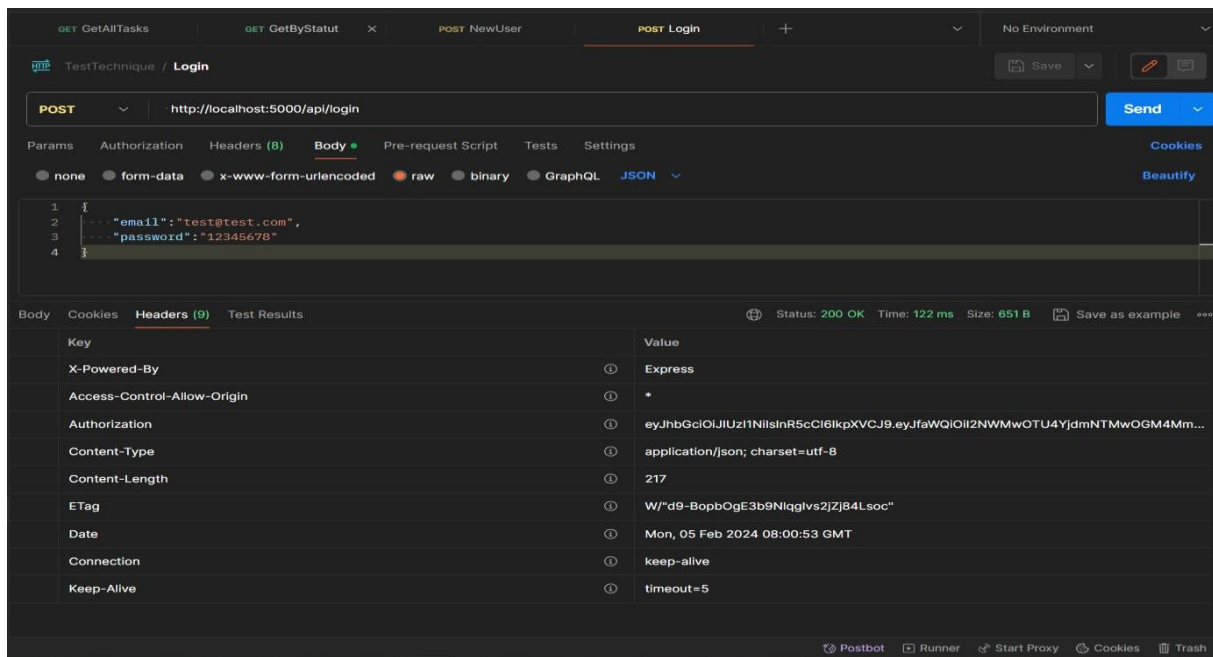 GET GetAllTasks GET GetByStatut × POST NewUser POST Login + No Environment
HTTP TestTechnique / Login Save
POST http://localhost:5000/api/login Send
Params Authorization Headers (8) Body Pre-request Script Tests Settings Cookies
none form-data x-www-form-urlencoded raw binary GraphQL JSON Beautify
1 {
2 "email":"test@test.com",
3 "password":"12345678"
4 }
Body Cookies Headers (9) Test Results Status: 200 OK Time: 122 ms Size: 651 B Save as example
Key Value
X-Powered-By Express
Access-Control-Allow-Origin *
Authorization
Content-Type application/json; charset=utf-8
Content-Length 217
ETag
Date Mon, 05 Feb 2024 08:00:53 GMT
Connection keep-alive
Keep-Alive timeout=5
Postbot Runner Start Proxy Cookies Trash